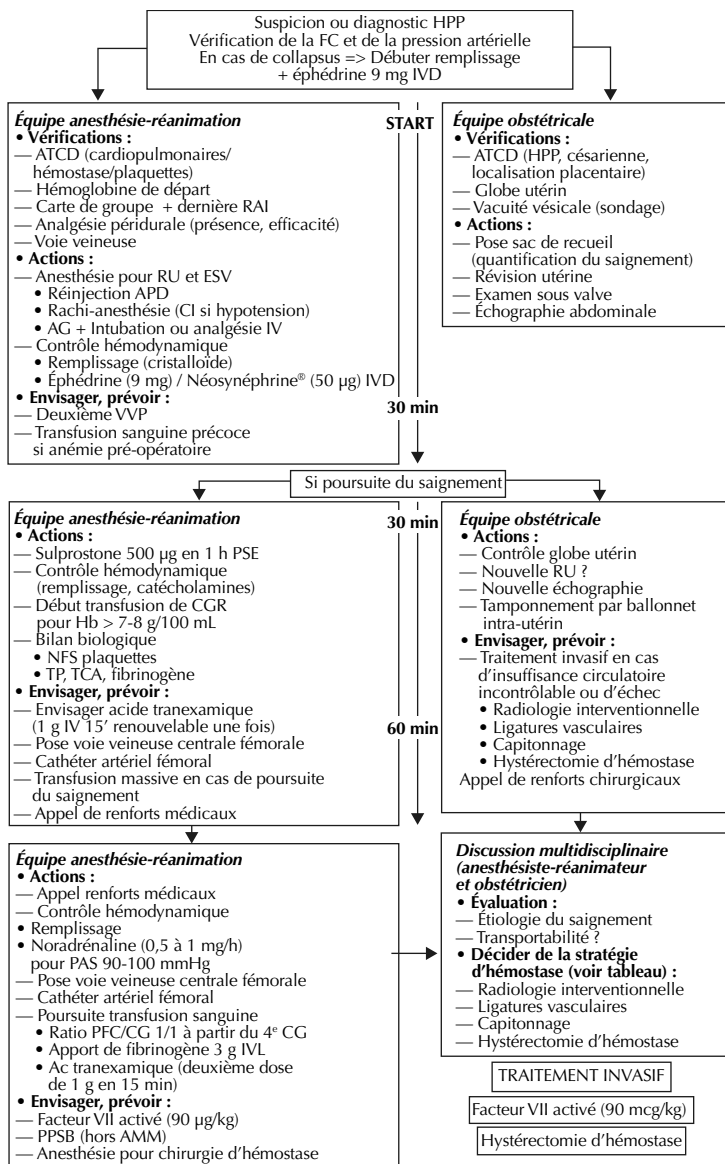 Suspicion ou diagnostic HPP
Vérification de la FC et de la pression artérielle
En cas de collapsus => Débuter remplissage
+ éphédrine 9 mg IVD
Équipe anesthésie-réanimation
• Vérifications :
— ATCD (cardiopulmonaires/
hémostase/plaquettes)
— Hémoglobine de départ
— Carte de groupe + dernière RAI
— Analgésie péridurale (présence, efficacité)
— Voie veineuse
• Actions :
— Anesthésie pour RU et ESV
• Réinjection APD
• Rachi-anesthésie (CI si hypotension)
• AG + Intubation ou analgésie IV
— Contrôle hémodynamique
• Remplissage (cristalloïde)
• Éphédrine (9 mg) / Néosynéphrine® (50 µg) IVD
• Envisager, prévoir :
— Deuxième VVP
— Transfusion sanguine précoce
si anémie pré-opératoire
START
30 min
Équipe obstétricale
• Vérifications :
— ATCD (HPP, césarienne,
localisation placentaire)
— Globe utérin
— Vacuité vésicale (sondage)
• Actions :
— Pose sac de recueil
(quantification du saignement)
— Révision utérine
— Examen sous valve
— Échographie abdominale
Si poursuite du saignement
Équipe anesthésie-réanimation
• Actions :
— Sulprostone 500 µg en 1 h PSE
— Contrôle hémodynamique
(remplissage, catécholamines)
— Début transfusion de CGR
pour Hb > 7-8 g/100 mL
— Bilan biologique
• NFS plaquettes
• TP, TCA, fibrinogène
• Envisager, prévoir :
— Envisager acide tranexamique
(1 g IV 15’ renouvelable une fois)
— Pose voie veineuse centrale fémorale
— Cathéter artériel fémoral
— Transfusion massive en cas de poursuite
du saignement
— Appel de renforts médicaux
30 min
60 min
Équipe obstétricale
• Actions :
— Contrôle globe utérin
— Nouvelle RU ?
— Nouvelle échographie
— Tamponnement par ballonnet
intra-utérin
• Envisager, prévoir :
— Traitement invasif en cas
d’insuffisance circulatoire
incontrôlable ou d’échec
• Radiologie interventionnelle
• Ligatures vasculaires
• Capitonnage
• Hystérectomie d’hémostase
Appel de renforts chirurgicaux
Équipe anesthésie-réanimation
• Actions :
— Appel renforts médicaux
— Contrôle hémodynamique
• Remplissage
• Noradrénaline (0,5 à 1 mg/h)
pour PAS 90-100 mmHg
— Pose voie veineuse centrale fémorale
— Cathéter artériel fémoral
— Poursuite transfusion sanguine
• Ratio PFC/CG 1/1 à partir du 4e CG
• Apport de fibrinogène 3 g IVL
• Ac tranexamique (deuxième dose
de 1 g en 15 min)
• Envisager, prévoir :
— Facteur VII activé (90 µg/kg)
— PPSB (hors AMM)
— Anesthésie pour chirurgie d’hémostase
Discussion multidisciplinaire
(anesthésiste-réanimateur
et obstétricien)
• Évaluation :
— Étiologie du saignement
— Transportabilité ?
• Décider de la stratégie
d’hémostase (voir tableau) :
— Radiologie interventionnelle
— Ligatures vasculaires
— Capitonnage
— Hystérectomie d’hémostase
TRAITEMENT INVASIF
Facteur VII activé (90 mcg/kg)
Hystérectomie d’hémostase